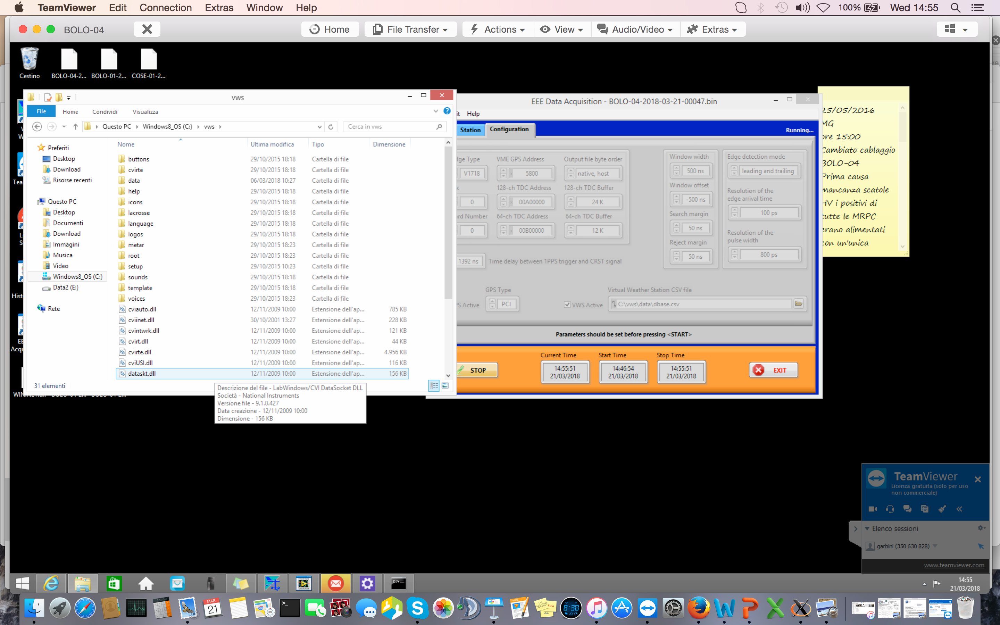 TeamViewer Edit Connection Extras Window Help 100% Wed 14:55
BOLO-04 Home File Transfer Actions View Audio/Video Extras
Cestino BOLO-04-2... BOLO-01-2... COSE-01-2...
vws
File Home Condividi Visualizza
Questo PC Windows8_OS (C:) vws Cerca in vws
Preferiti
Desktop
Download
Risorse recenti
Questo PC
Desktop
Documenti
Download
Immagini
Musica
Video
Windows8_OS (C:)
Data2 (E:)
Rete
Nome Ultima modifica Tipo Dimensione
buttons 29/10/2015 18:18 Cartella di file
cvirte 29/10/2015 18:18 Cartella di file
data 06/03/2018 10:27 Cartella di file
help 29/10/2015 18:18 Cartella di file
icons 29/10/2015 18:18 Cartella di file
lacrosse 29/10/2015 18:18 Cartella di file
language 29/10/2015 18:18 Cartella di file
logos 29/10/2015 18:18 Cartella di file
metar 29/10/2015 18:23 Cartella di file
root 29/10/2015 18:23 Cartella di file
setup 29/10/2015 10:23 Cartella di file
sounds 29/10/2015 18:18 Cartella di file
template 29/10/2015 18:18 Cartella di file
voices 29/10/2015 18:23 Cartella di file
cviauto.dll 12/11/2009 10:00 Estensione dell'ap... 785 KB
cviinet.dll 30/10/2001 13:27 Estensione dell'ap... 228 KB
cvintwrk.dll 12/11/2009 10:00 Estensione dell'ap... 121 KB
cvirt.dll 12/11/2009 10:00 Estensione dell'ap... 44 KB
cvirte.dll 12/11/2009 10:00 Estensione dell'ap... 4.956 KB
cviUSI.dll 12/11/2009 10:00 Estensione dell'ap... 116 KB
dataskt.dll 12/11/2009 10:00 Estensione dell'ap... 156 KB
31 elementi
Descrizione del file - LabWindows/CVI DataSocket DLL
Società - National Instruments
Versione file - 9.1.0.427
Data creazione - 12/11/2009 10:00
Dimensione - 156 KB
EEE Data Acquisition - BOLO-04-2018-03-21-00047.bin
Help
Station Configuration Running...
VME GPS Address Output file byte order
V1718 5800 native, host
128-ch TDC Address 128-ch TDC Buffer
0 00A00000 24 K
Number 64-ch TDC Address 64-ch TDC Buffer
0 00B00000 12 K
1392 ns Time delay between 1PPS trigger and CRST signal
Window width
500 ns
Window offset
-500 ns
Search margin
50 ns
Reject margin
50 ns
Edge detection mode
leading and trailing
Resolution of the
edge arrival time
100 ps
Resolution of the
pulse width
800 ps
GPS Type Virtual Weather Station CSV file
Active PCI VWS Active C:\vws\data\dbase.csv
Parameters should be set before pressing <START>
Current Time Start Time Stop Time
STOP 14:55:51 14:46:54 14:55:51 EXIT
21/03/2018 21/03/2018 21/03/2018
25/05/2016
MG
ore 15:00
Cambiato cablaggio
BOLO-04
Prima causa
mancanza scatole
HV i positivi di
tutte le MRPC
erano alimentati
con un'unica
TeamViewer
Licenza gratuita (solo per uso
non commerciale)
Elenco sessioni
garbini (350 630 828)
www.teamviewer.com
14:55
21/03/2018
MAR
21
8:30